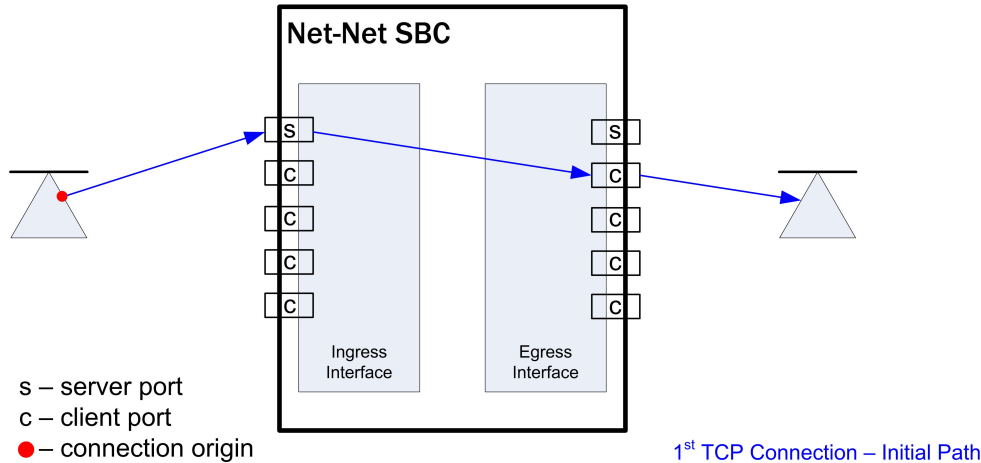 Net-Net SBC
s
c
c
c
c
s
c
c
c
c
Ingress
Interface
Egress
Interface
s – server port
c – client port
– connection origin
1st TCP Connection – Initial Path